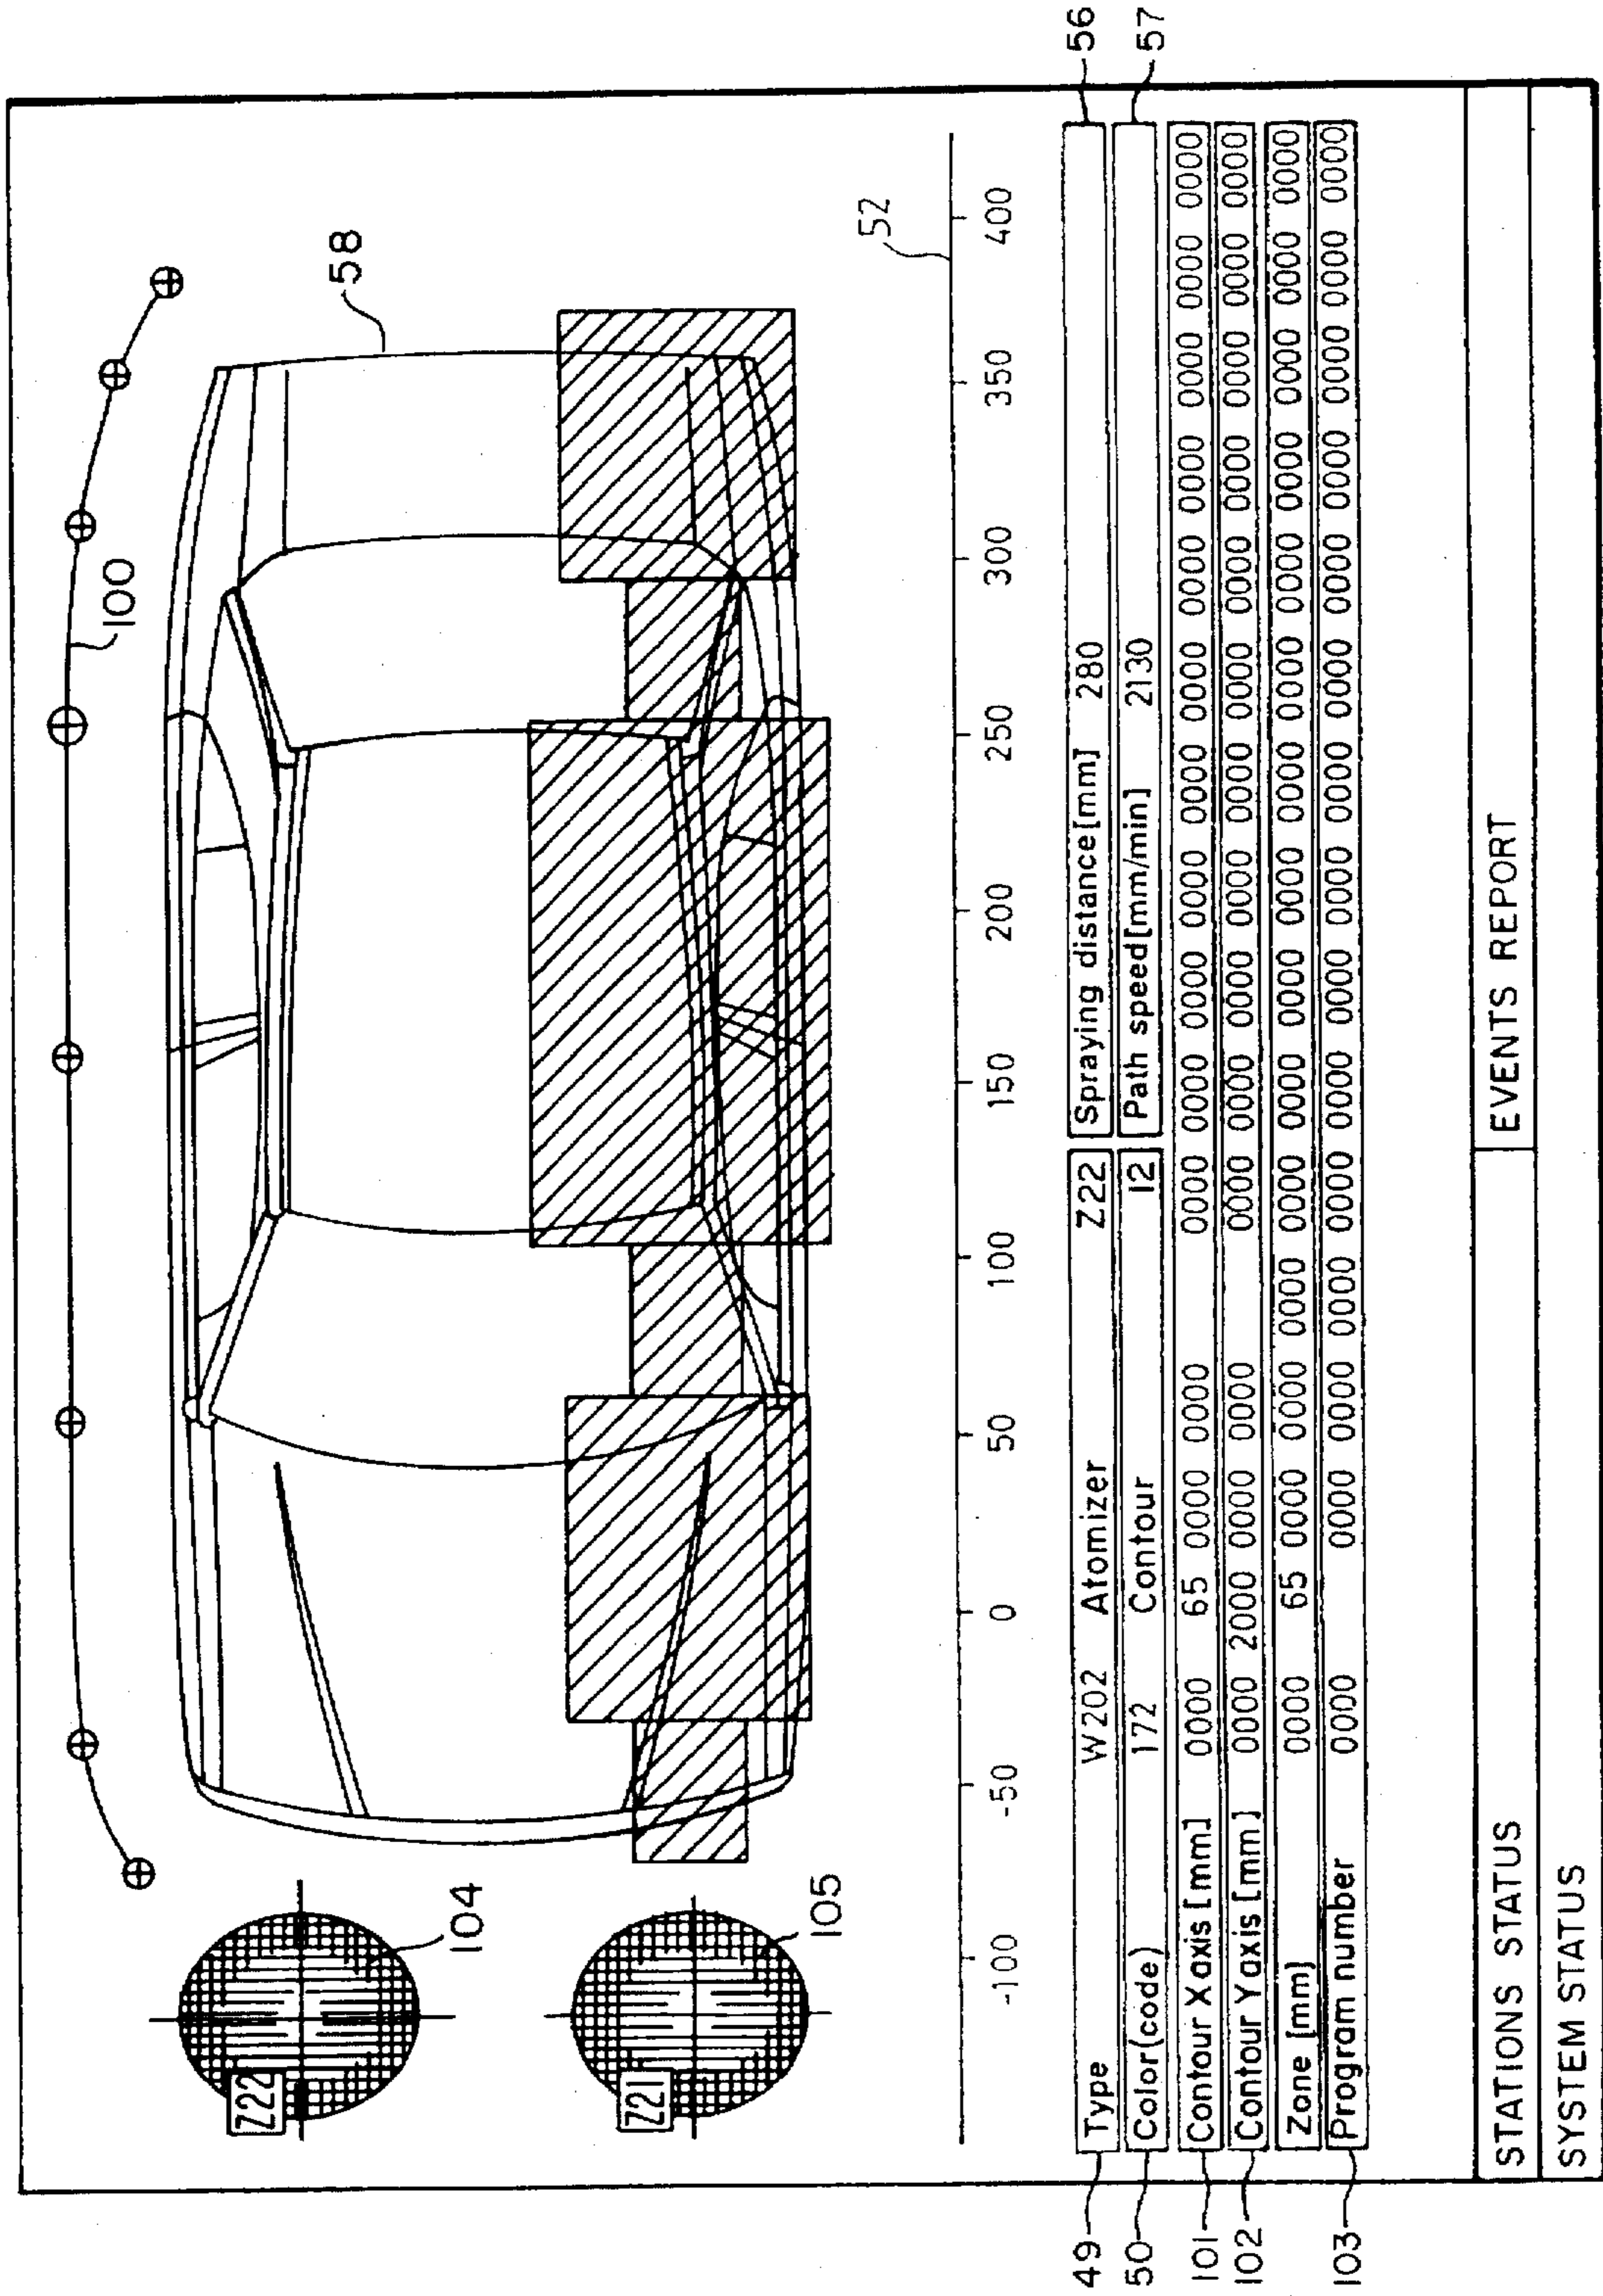 100
58
Z22
104
Z21
105
52
-100 -50 0 50 100 150 200 250 300 350 400
49 Type W202 Atomizer Z22 Spraying distance[mm] 280 56
50 Color(code) 172 Contour 12 Path speed[mm/min] 2130 57
101 Contour X axis [mm] 0000 65 0000 0000 0000 0000 0000 0000 0000 0000 0000 0000 0000 0000 0000
102 Contour Y axis [mm] 0000 2000 0000 0000 0000 0000 0000 0000 0000 0000 0000 0000 0000 0000 0000
Zone [mm] 0000 65 0000 0000 0000 0000 0000 0000 0000 0000 0000 0000 0000 0000 0000 0000
103 Program number 0000 0000 0000 0000 0000 0000 0000 0000 0000 0000 0000 0000 0000 0000 0000
STATIONS STATUS EVENTS REPORT
SYSTEM STATUS